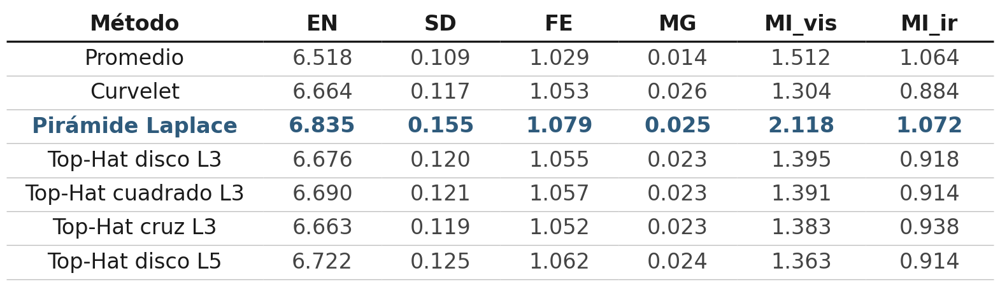 Método EN SD FE MG MI_vis MI_ir
Promedio 6.518 0.109 1.029 0.014 1.512 1.064
Curvelet 6.664 0.117 1.053 0.026 1.304 0.884
Pirámide Laplace 6.835 0.155 1.079 0.025 2.118 1.072
Top-Hat disco L3 6.676 0.120 1.055 0.023 1.395 0.918
Top-Hat cuadrado L3 6.690 0.121 1.057 0.023 1.391 0.914
Top-Hat cruz L3 6.663 0.119 1.052 0.023 1.383 0.938
Top-Hat disco L5 6.722 0.125 1.062 0.024 1.363 0.914